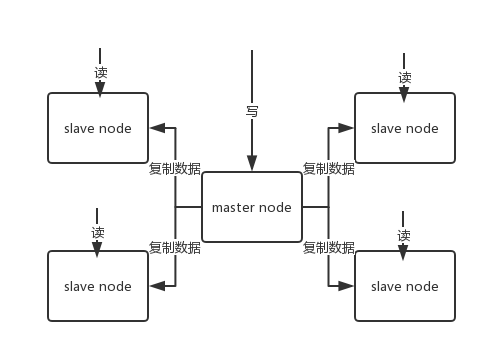 读
slave node
写
读
slave node
复制数据
复制数据
master node
读
slave node
复制数据
复制数据
读
slave node